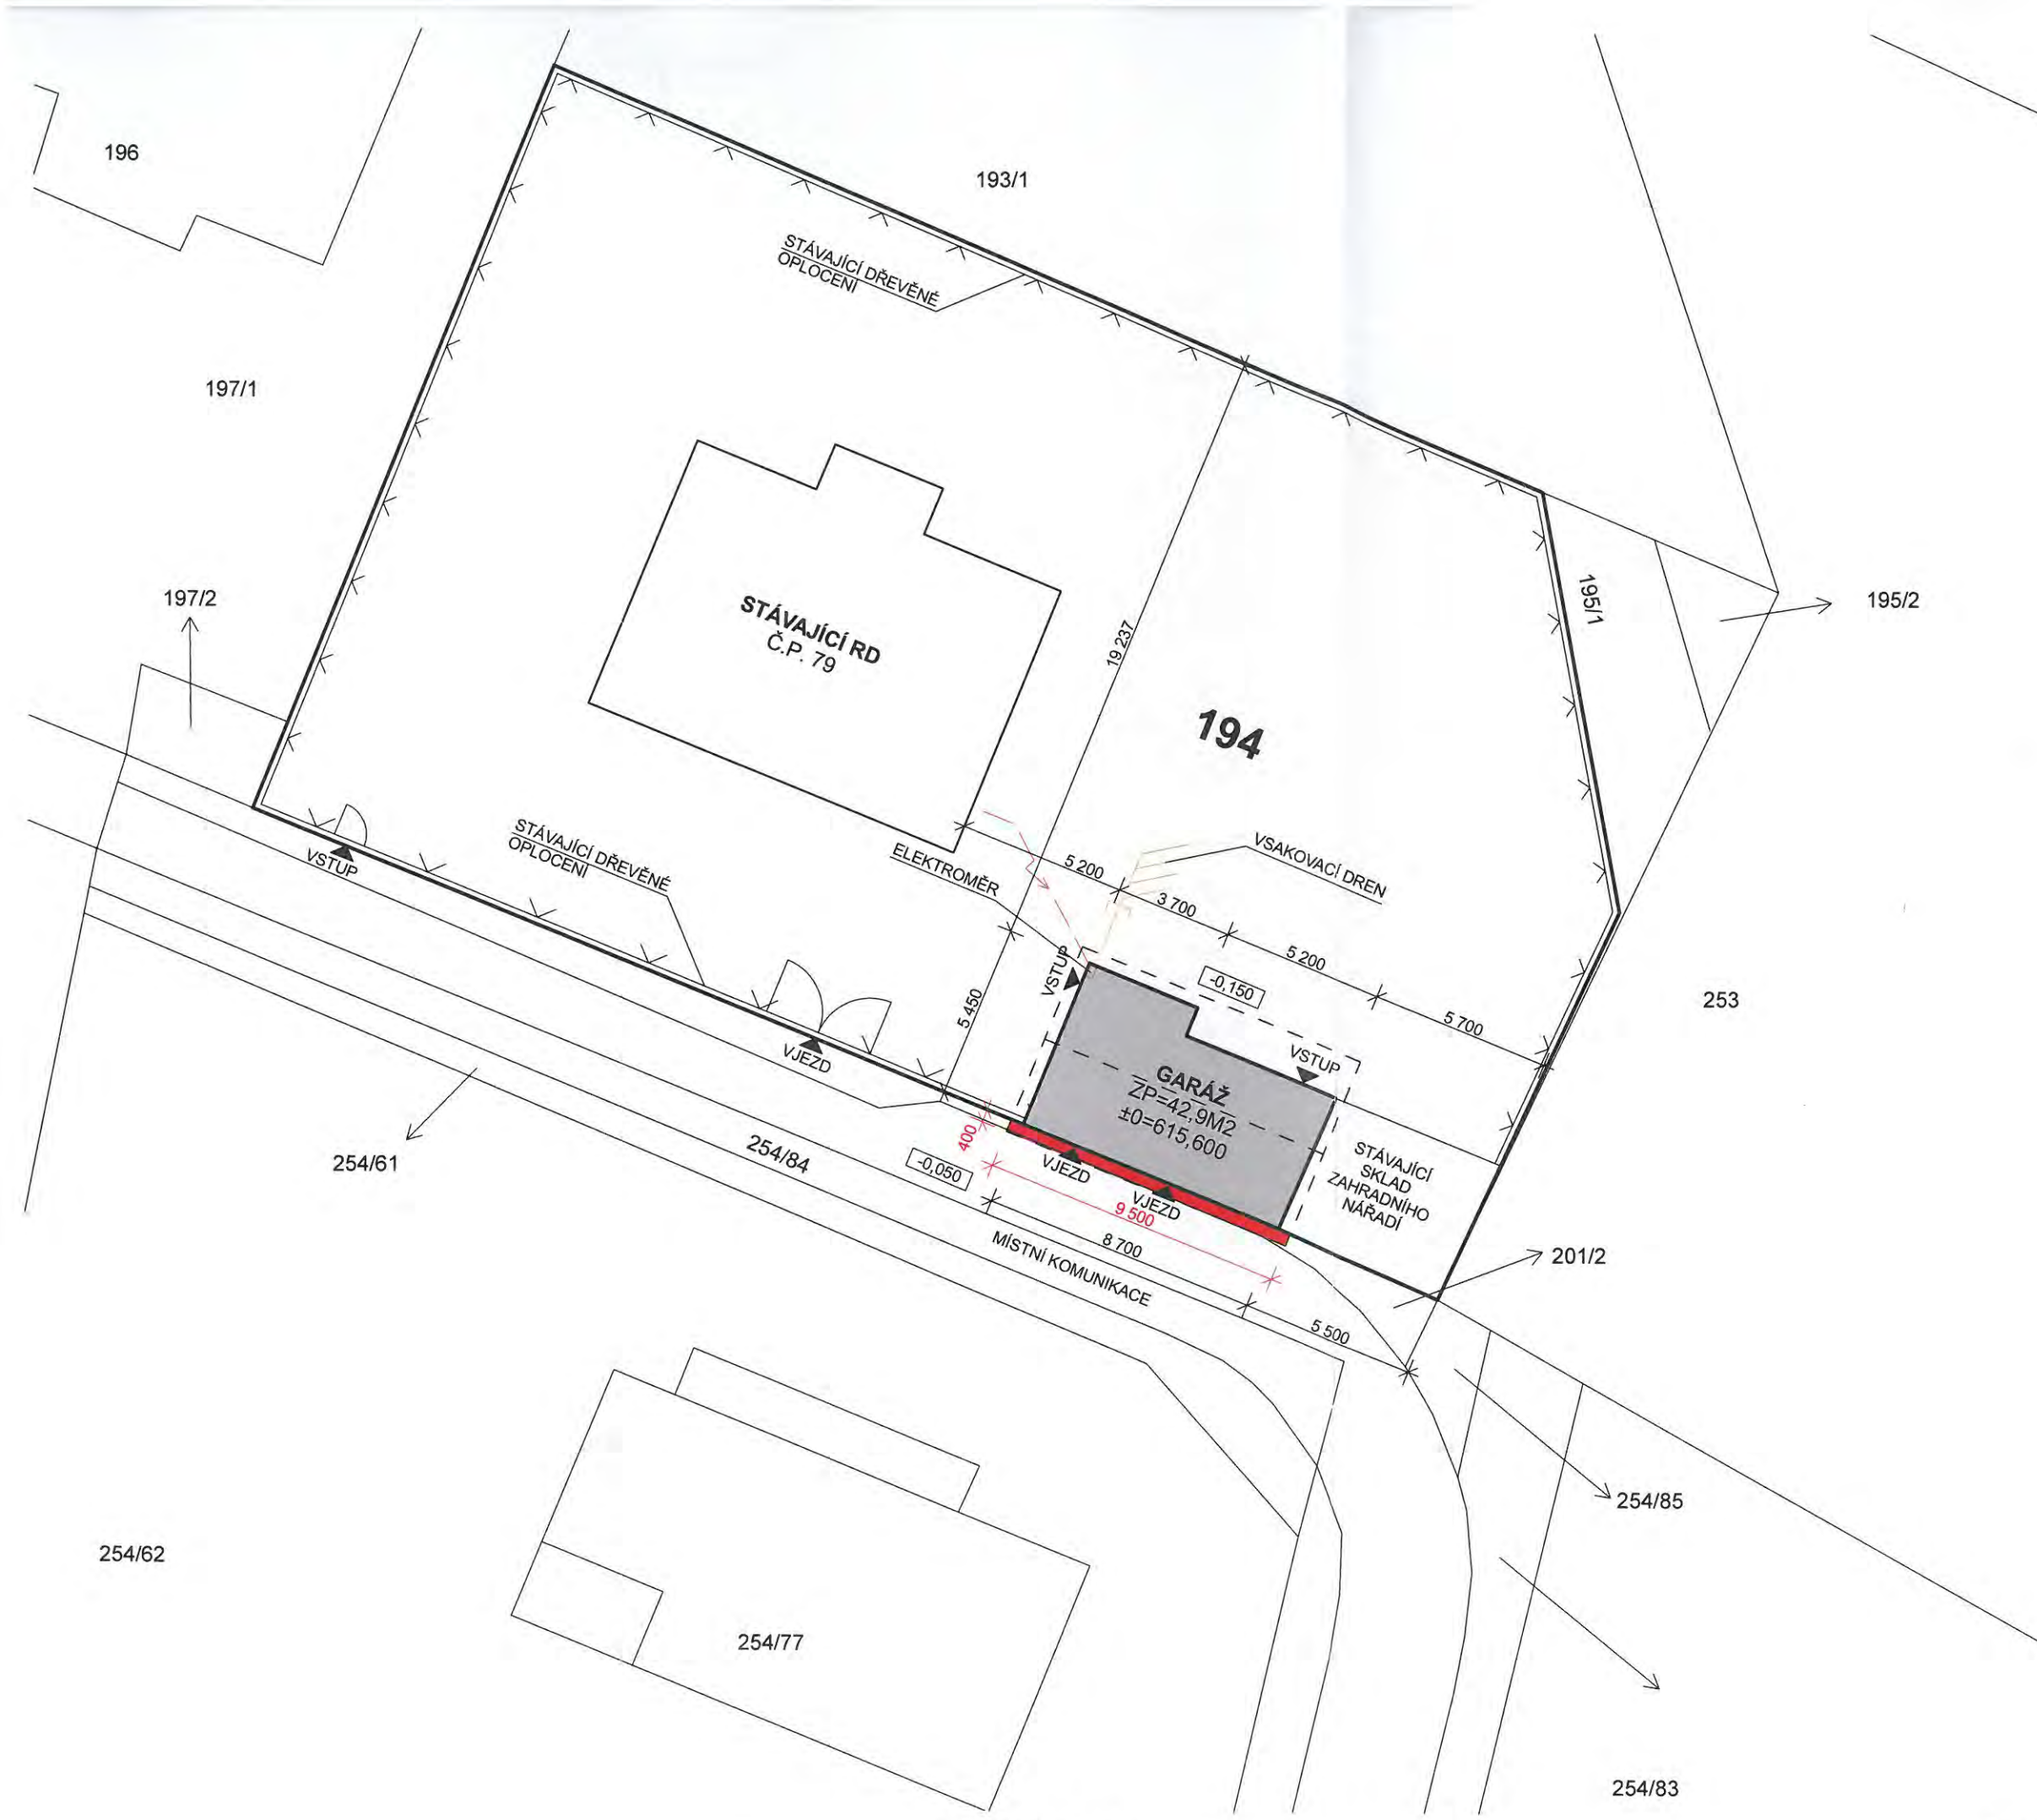 196
193/1
STÁVAJÍCÍ DŘEVĚNÉ
OPLOCENÍ
197/1
197/2
195/1
195/2
STÁVAJÍCÍ RD
Č.P. 79
19 237
194
STÁVAJÍCÍ DŘEVĚNÉ
OPLOCENÍ
VSTUP
ELEKTROMĚR
VSAKOVACÍ DREN
5 200
3 700
5 200
5 700
VSTUP
-0,150
253
5 450
VJEZD
VSTUP
GARÁŽ
ZP=42,9M2
±0=615,600
STÁVAJÍCÍ
SKLAD
ZAHRADNÍHO
NÁŘADÍ
400
254/61
254/84
-0,050
VJEZD
VJEZD
9 500
8 700
MÍSTNÍ KOMUNIKACE
201/2
5 500
254/85
254/62
254/77
254/83